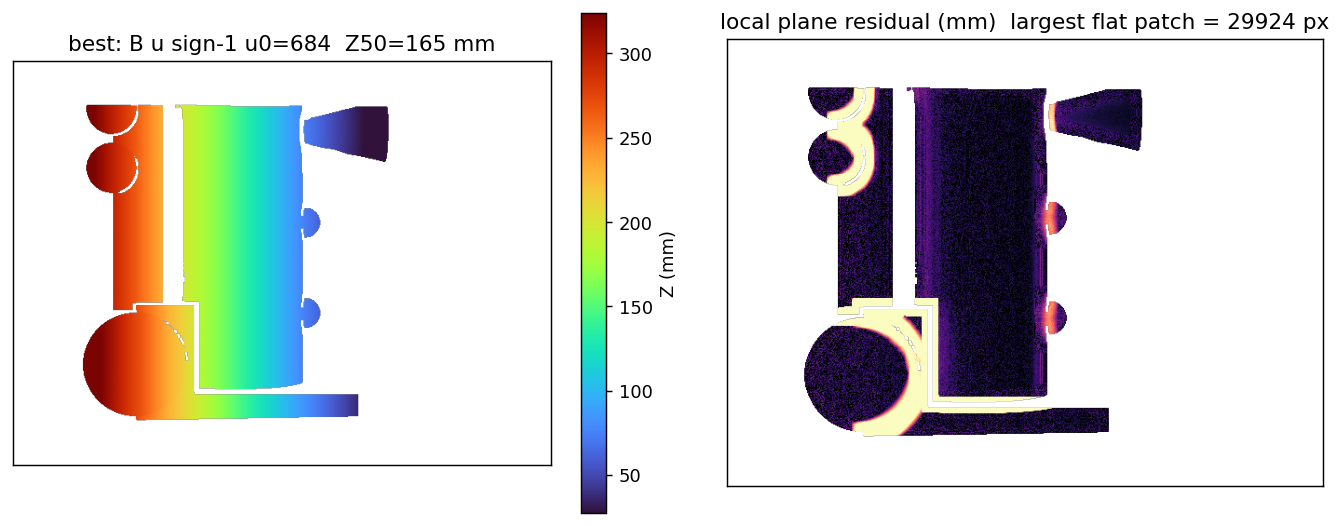 best: B u sign-1 u0=684  Z50=165 mm
local plane residual (mm)  largest flat patch = 29924 px
300
250
200
150
100
50
Z (mm)